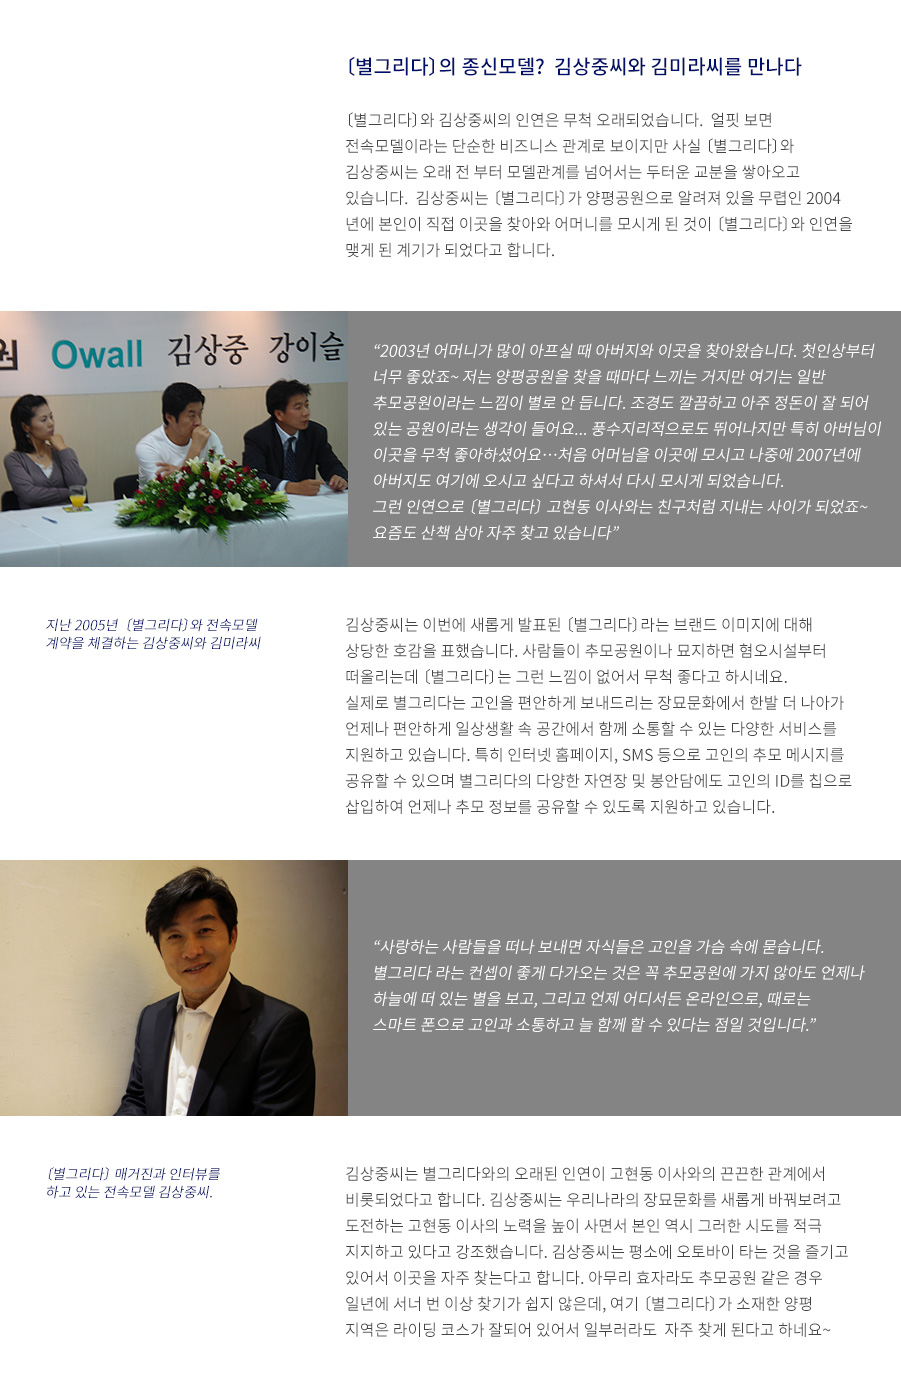 〔별그리다〕의 종신모델?  김상중씨와 김미라씨를 만나다
〔별그리다〕와 김상중씨의 인연은 무척 오래되었습니다.  얼핏 보면
전속모델이라는 단순한 비즈니스 관계로 보이지만 사실 〔별그리다〕와
김상중씨는 오래 전 부터 모델관계를 넘어서는 두터운 교분을 쌓아오고
있습니다.  김상중씨는 〔별그리다〕가 양평공원으로 알려져 있을 무렵인 2004
년에 본인이 직접 이곳을 찾아와 어머니를 모시게 된 것이 〔별그리다〕와 인연을
맺게 된 계기가 되었다고 합니다.
원 Owall 김상중 강이슬
“2003년 어머니가 많이 아프실 때 아버지와 이곳을 찾아왔습니다. 첫인상부터
너무 좋았죠~ 저는 양평공원을 찾을 때마다 느끼는 거지만 여기는 일반
추모공원이라는 느낌이 별로 안 듭니다. 조경도 깔끔하고 아주 정돈이 잘 되어
있는 공원이라는 생각이 들어요... 풍수지리적으로도 뛰어나지만 특히 아버님이
이곳을 무척 좋아하셨어요…처음 어머님을 이곳에 모시고 나중에 2007년에
아버지도 여기에 오시고 싶다고 하셔서 다시 모시게 되었습니다.
그런 인연으로 〔별그리다〕 고현동 이사와는 친구처럼 지내는 사이가 되었죠~
요즘도 산책 삼아 자주 찾고 있습니다”
지난 2005년 〔별그리다〕와 전속모델
계약을 체결하는 김상중씨와 김미라씨
김상중씨는 이번에 새롭게 발표된 〔별그리다〕라는 브랜드 이미지에 대해
상당한 호감을 표했습니다. 사람들이 추모공원이나 묘지하면 혐오시설부터
떠올리는데 〔별그리다〕는 그런 느낌이 없어서 무척 좋다고 하시네요.
실제로 별그리다는 고인을 편안하게 보내드리는 장묘문화에서 한발 더 나아가
언제나 편안하게 일상생활 속 공간에서 함께 소통할 수 있는 다양한 서비스를
지원하고 있습니다. 특히 인터넷 홈페이지, SMS 등으로 고인의 추모 메시지를
공유할 수 있으며 별그리다의 다양한 자연장 및 봉안담에도 고인의 ID를 칩으로
삽입하여 언제나 추모 정보를 공유할 수 있도록 지원하고 있습니다.
“사랑하는 사람들을 떠나 보내면 자식들은 고인을 가슴 속에 묻습니다.
별그리다 라는 컨셉이 좋게 다가오는 것은 꼭 추모공원에 가지 않아도 언제나
하늘에 떠 있는 별을 보고, 그리고 언제 어디서든 온라인으로, 때로는
스마트 폰으로 고인과 소통하고 늘 함께 할 수 있다는 점일 것입니다.”
〔별그리다〕 매거진과 인터뷰를
하고 있는 전속모델 김상중씨.
김상중씨는 별그리다와의 오래된 인연이 고현동 이사와의 끈끈한 관계에서
비롯되었다고 합니다. 김상중씨는 우리나라의 장묘문화를 새롭게 바꿔보려고
도전하는 고현동 이사의 노력을 높이 사면서 본인 역시 그러한 시도를 적극
지지하고 있다고 강조했습니다. 김상중씨는 평소에 오토바이 타는 것을 즐기고
있어서 이곳을 자주 찾는다고 합니다. 아무리 효자라도 추모공원 같은 경우
일년에 서너 번 이상 찾기가 쉽지 않은데, 여기 〔별그리다〕가 소재한 양평
지역은 라이딩 코스가 잘되어 있어서 일부러라도  자주 찾게 된다고 하네요~